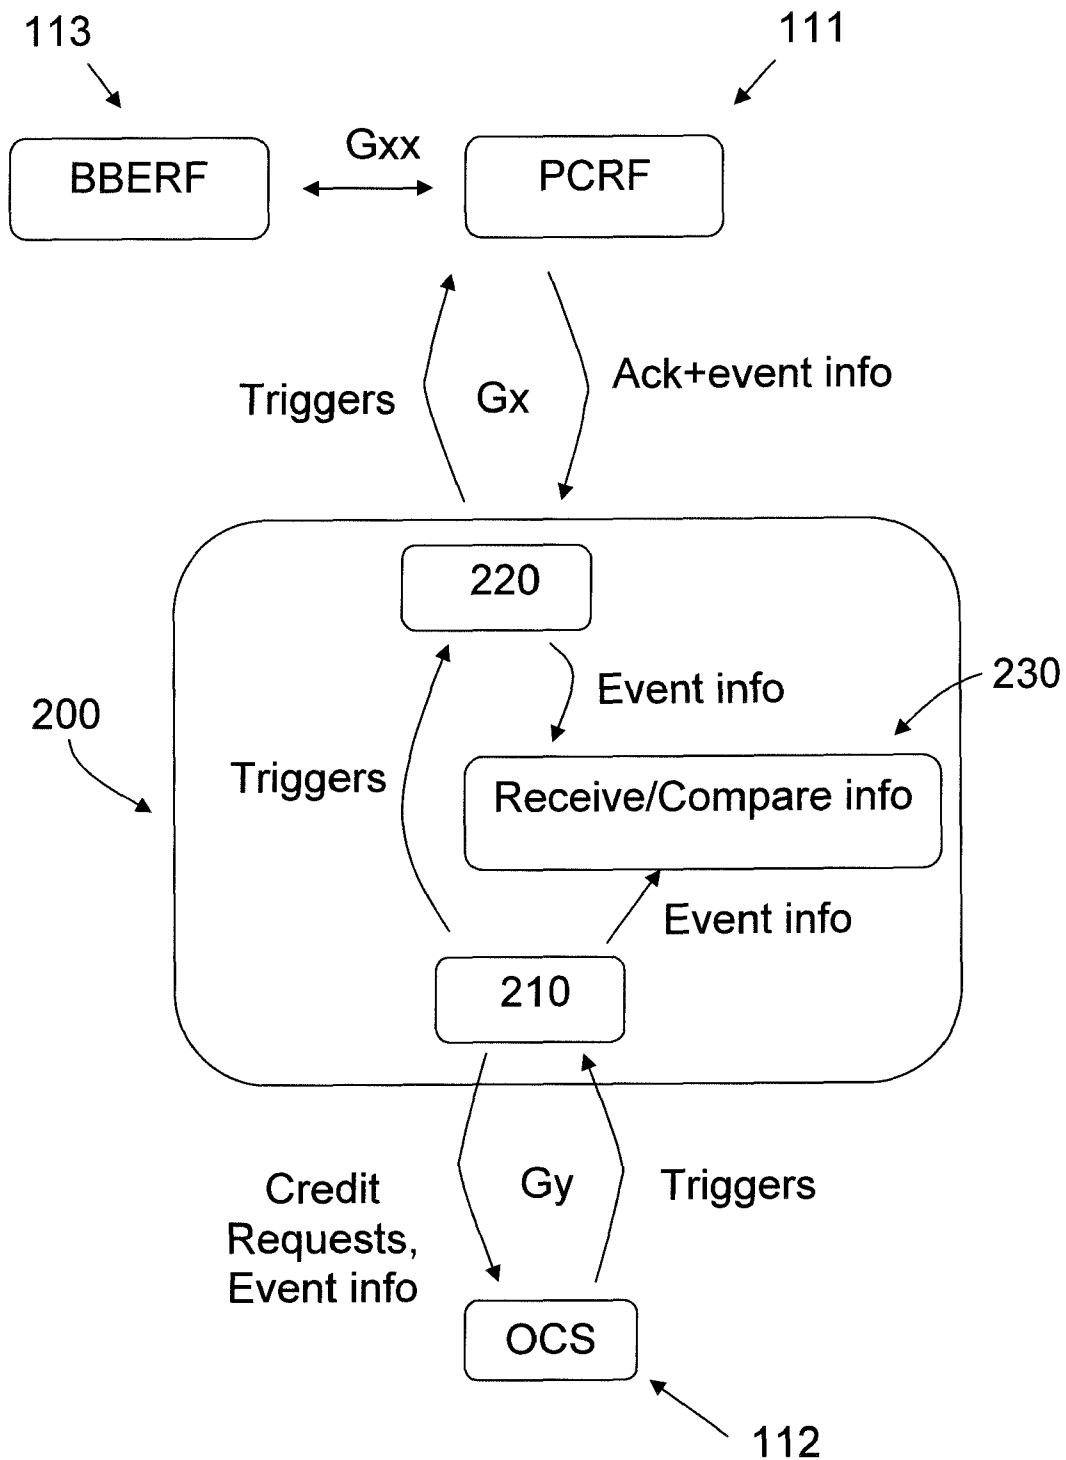 113
111
Gxx
BBERF
PCRF
Triggers
Gx
Ack+event info
220
Event info
230
200
Triggers
Receive/Compare info
Event info
210
Credit
Requests,
Event info
Gy
Triggers
OCS
112